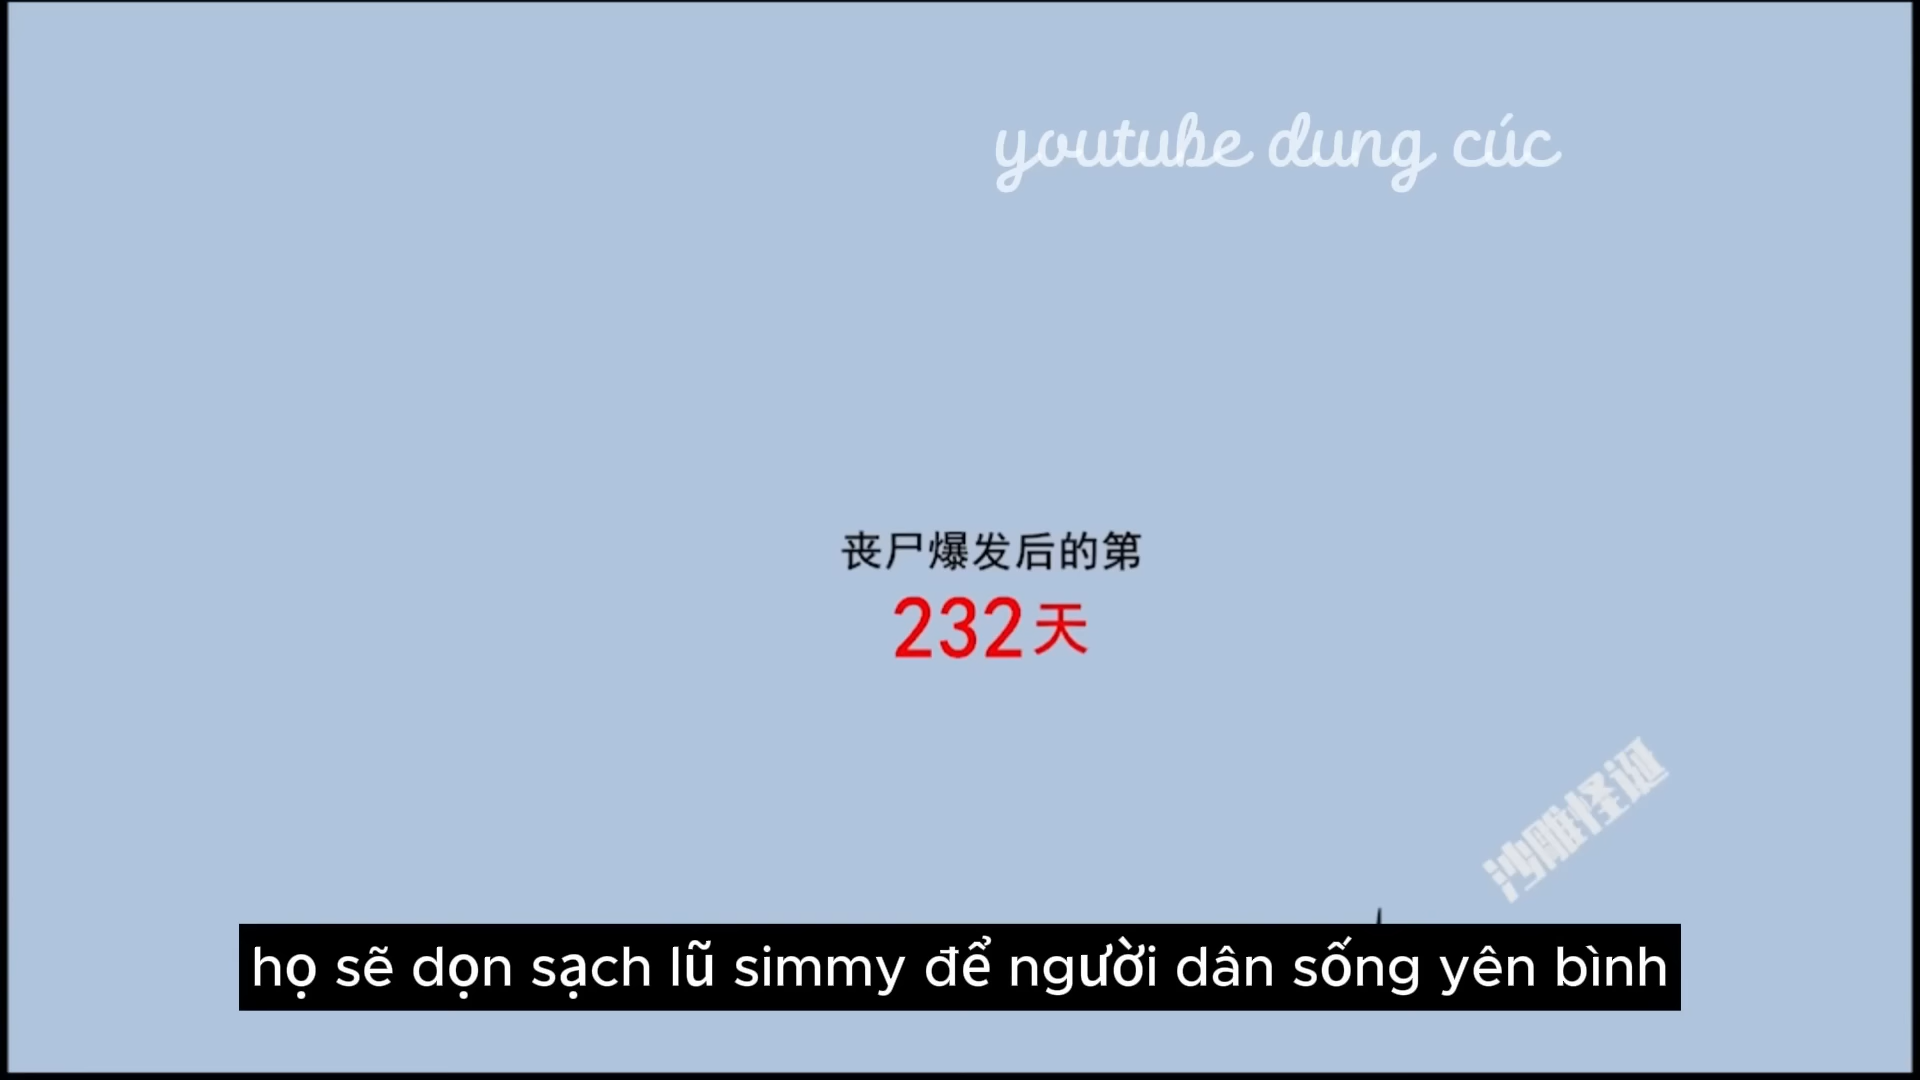 youtube dung cúc
丧尸爆发后的第
232天
沙雕怪诞
họ sẽ dọn sạch lũ simmy để người dân sống yên bình